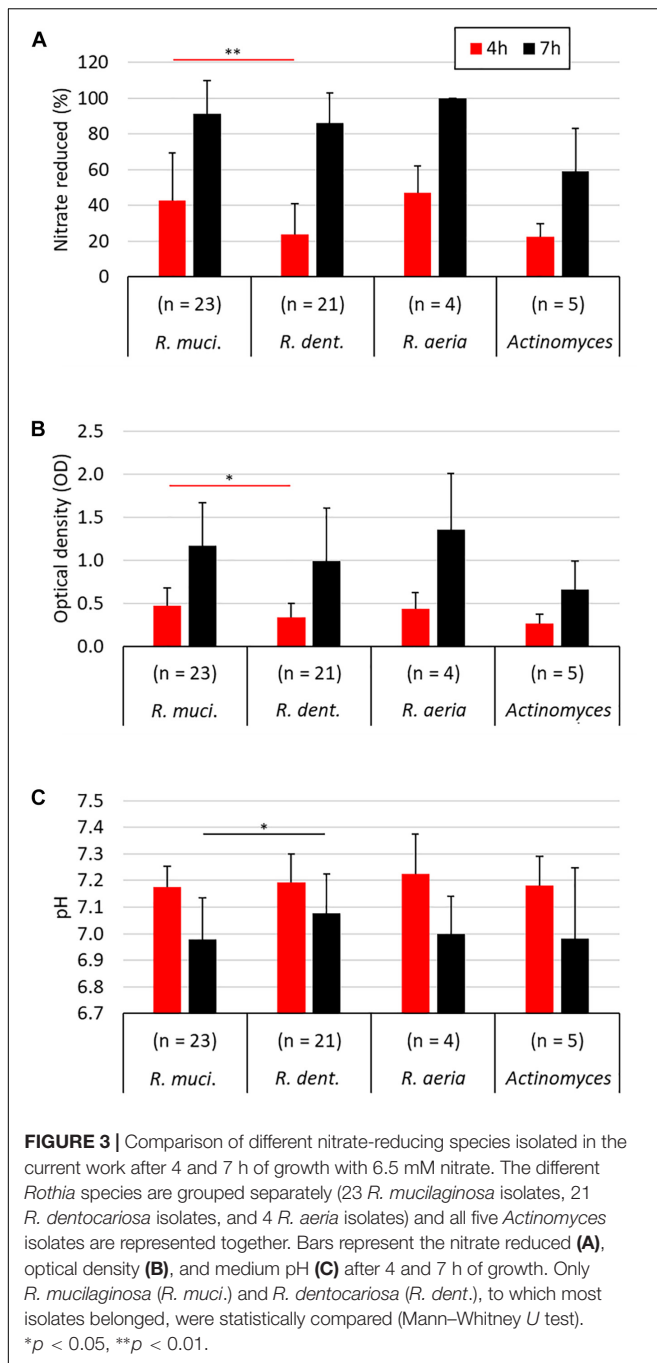 A
4h 7h
**
120
100
80
60
40
20
0
Nitrate reduced (%)
(n = 23) (n = 21) (n = 4) (n = 5)
R. muci. R. dent. R. aeria Actinomyces
B
2.5
*
2.0
1.5
1.0
0.5
0.0
Optical density (OD)
(n = 23) (n = 21) (n = 4) (n = 5)
R. muci. R. dent. R. aeria Actinomyces
C
7.5
7.4
*
7.3
7.2
7.1
7.0
6.9
6.8
6.7
pH
(n = 23) (n = 21) (n = 4) (n = 5)
R. muci. R. dent. R. aeria Actinomyces
FIGURE 3 | Comparison of different nitrate-reducing species isolated in the
current work after 4 and 7 h of growth with 6.5 mM nitrate. The different
Rothia species are grouped separately (23 R. mucilaginosa isolates, 21
R. dentocariosa isolates, and 4 R. aeria isolates) and all five Actinomyces
isolates are represented together. Bars represent the nitrate reduced (A),
optical density (B), and medium pH (C) after 4 and 7 h of growth. Only
R. mucilaginosa (R. muci.) and R. dentocariosa (R. dent.), to which most
isolates belonged, were statistically compared (Mann–Whitney U test).
*p < 0.05, **p < 0.01.